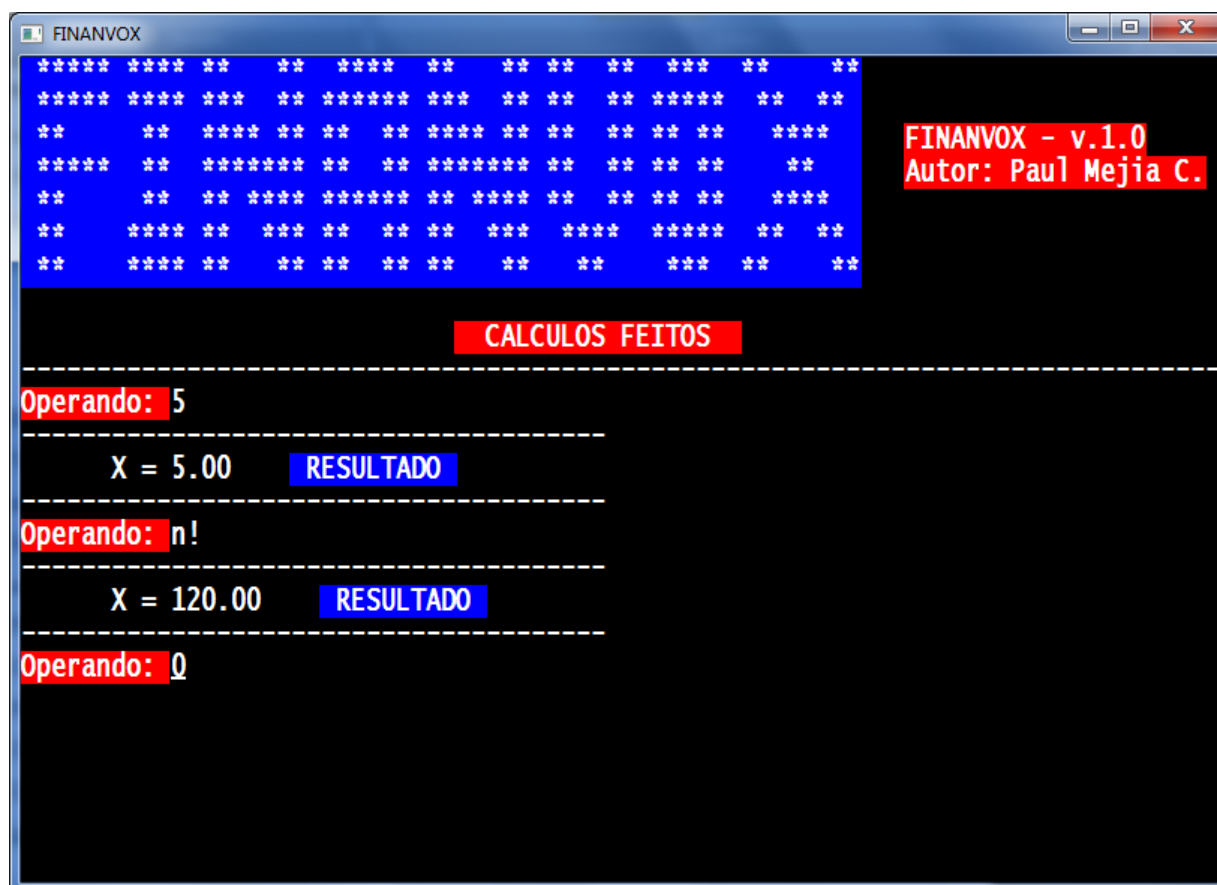 FINANVOX
***** **** **    **   ****   **    ** **   **   ***   **     **
***** **** ***   ** ****** ***   ** **   ** *****   **   **
**     **   **** ** **   ** **** ** **   ** ** **    ****
*****  **   ******* **   ** ******* **   ** ** **     **
**     **   ** **** ****** ** **** **   ** ** **    ****
**    **** **   *** **   ** **   ***   ****   *****   **   **
**    **** **    ** **   ** **    **    **     ***   **     **
FINANVOX - v.1.0
Autor: Paul Mejia C.
CALCULOS FEITOS
--------------------------------------------------------------------------------
Operando: 5
---------------------------------------
X = 5.00 RESULTADO
---------------------------------------
Operando: n!
---------------------------------------
X = 120.00 RESULTADO
---------------------------------------
Operando: 0